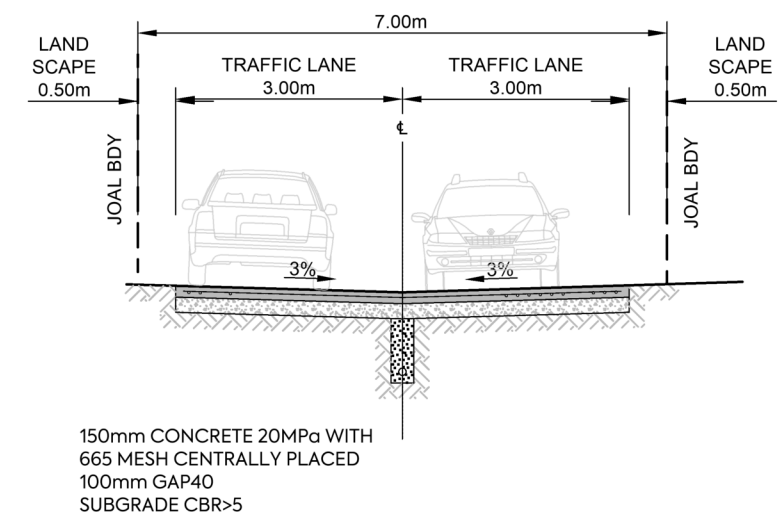 7.00m
LAND
SCAPE
0.50m
TRAFFIC LANE
3.00m
TRAFFIC LANE
3.00m
LAND
SCAPE
0.50m
℄
JOAL BDY
JOAL BDY
3%
3%
150mm CONCRETE 20MPa WITH
665 MESH CENTRALLY PLACED
100mm GAP40
SUBGRADE CBR>5